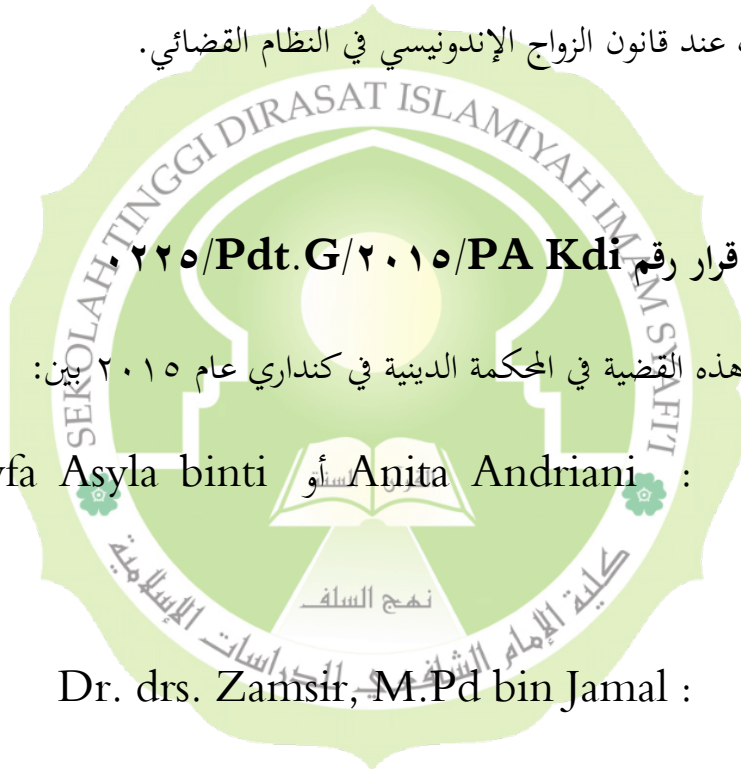 عند قانون الزواج الإندونيسي في النظام القضائي.
قرار رقم ٠٢٢٥/Pdt.G/٢٠١٥/PA Kdi
هذه القضية في المحكمة الدينية في كنداري عام ٢٠١٥ بين:
: Anita Andriani أو fa Asyla binti
Dr. drs. Zamsir, M.Pd bin Jamal :
SEKOLAH TINGGI DIRASAT ISLAMIYAH IMAM SYAFI'I
نهج السلف
كلية الإمام الشافعي للدراسات الإسلامية